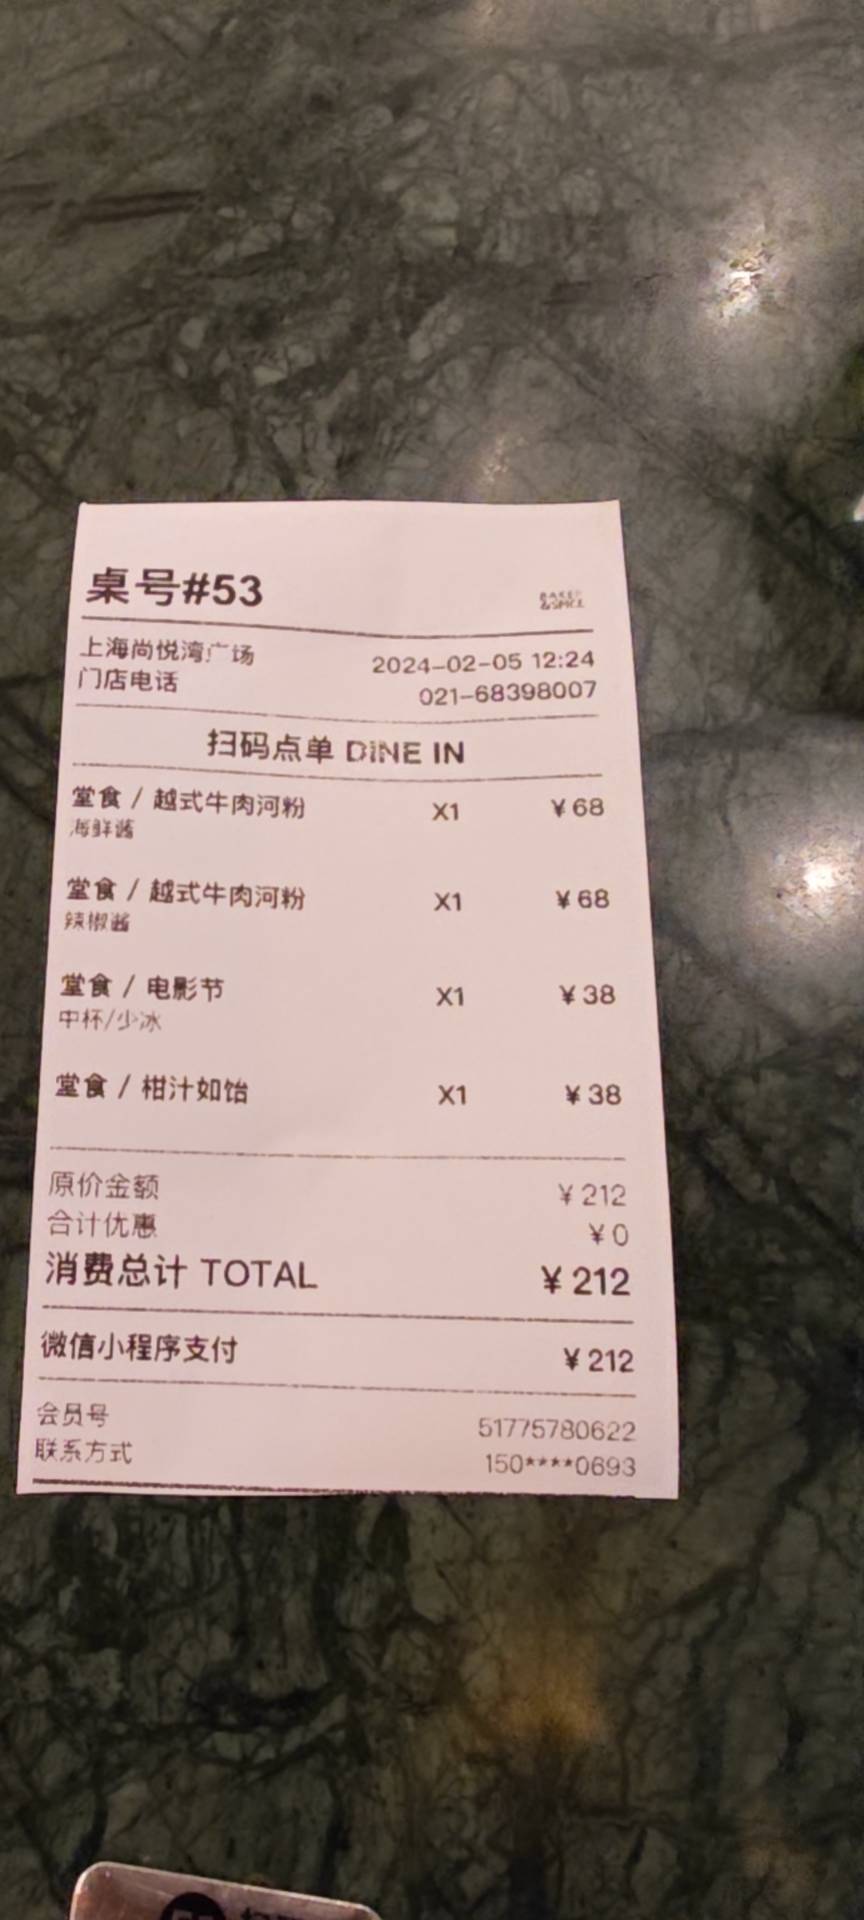 桌号#53
BAKER
&SPICE
上海尚悦湾广场 2024-02-05 12:24
门店电话 021-68398007
扫码点单 DINE IN
堂食 / 越式牛肉河粉 X1 ¥68
海鲜酱
堂食 / 越式牛肉河粉 X1 ¥68
辣椒酱
堂食 / 电影节 X1 ¥38
中杯/少冰
堂食 / 柑汁如饴 X1 ¥38
原价金额 ¥212
合计优惠 ¥0
消费总计 TOTAL ¥212
微信小程序支付 ¥212
会员号 51775780622
联系方式 150****0693